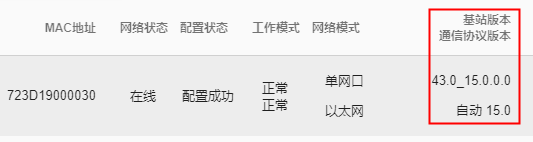 MAC地址 网络状态 配置状态 工作模式 网络模式 基站版本
通信协议版本
723D19000030 在线 配置成功 正常 单网口 43.0_15.0.0.0
正常 以太网 自动 15.0